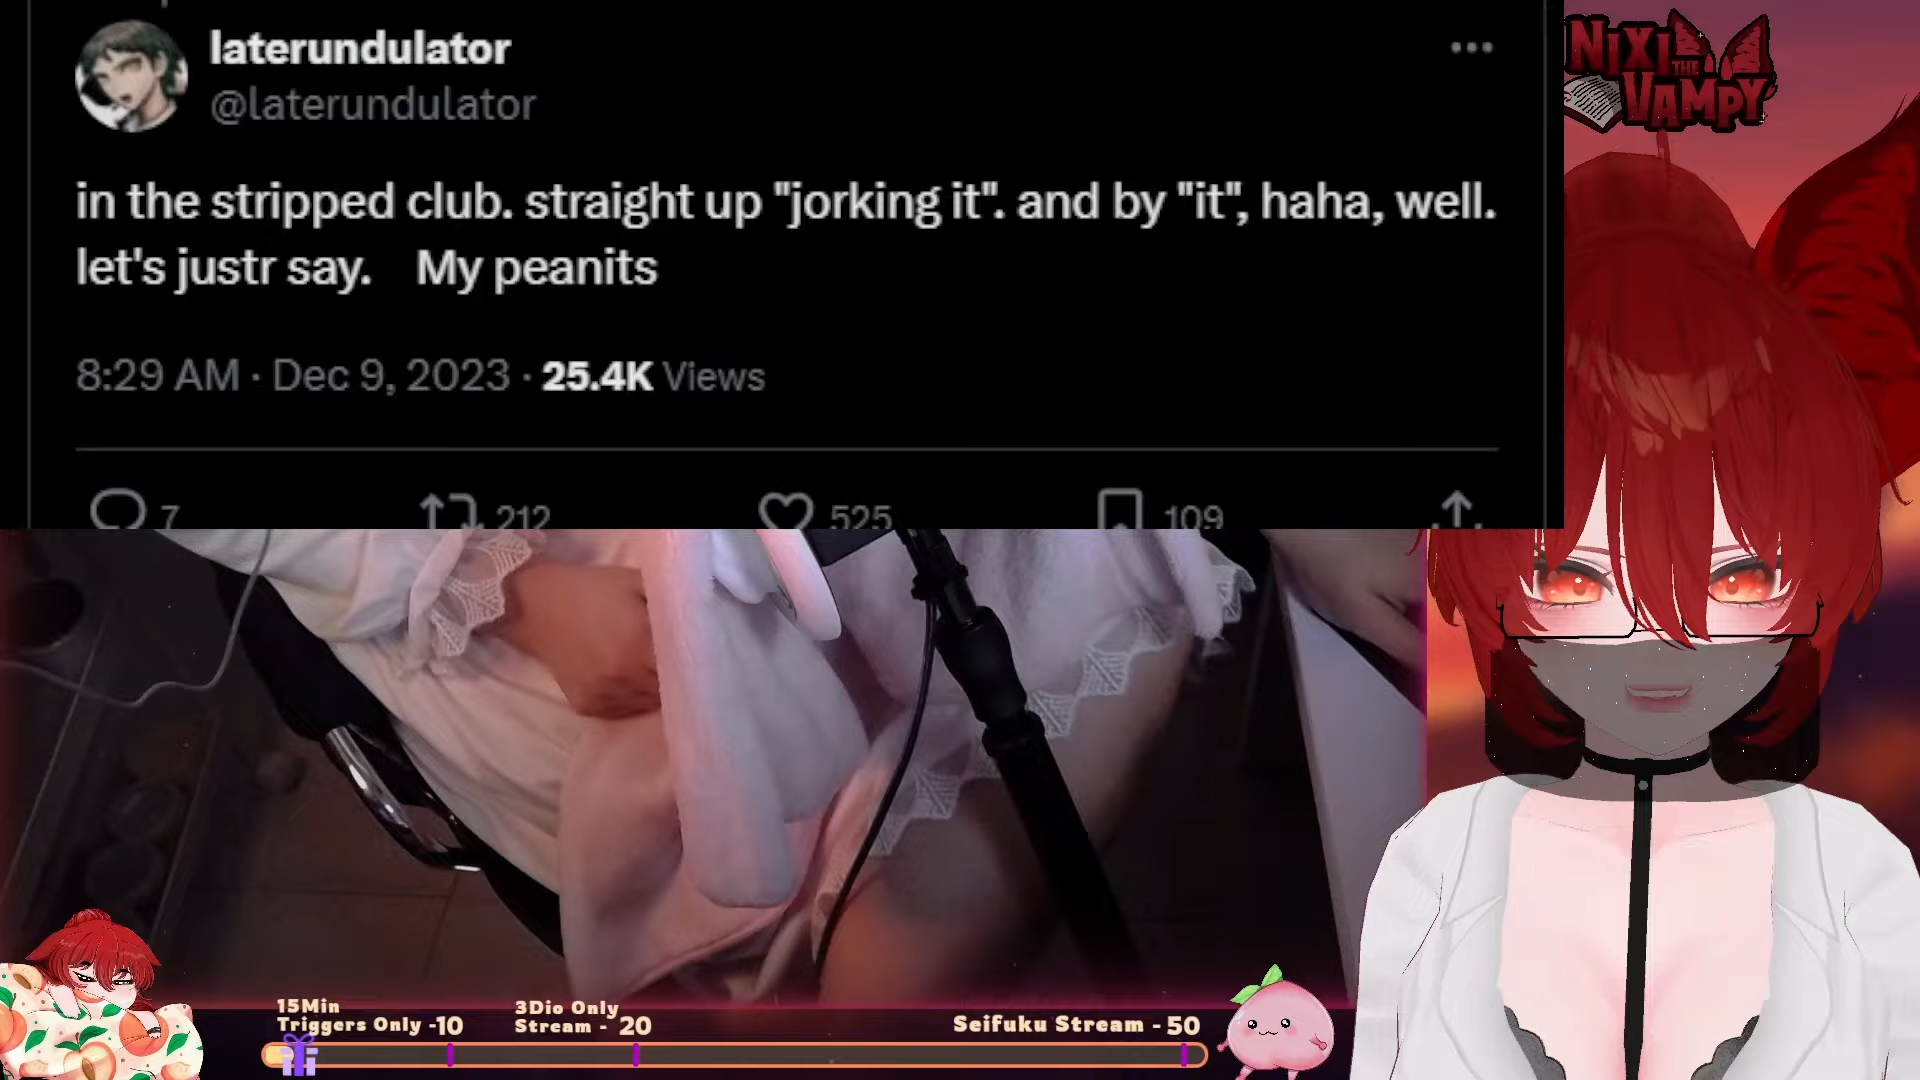 laterundulator
@laterundulator
in the stripped club. straight up "jorking it". and by "it", haha, well.
let's justr say.    My peanits
8:29 AM · Dec 9, 2023 · 25.4K Views
7 212 525 109
NIXI
THE
VAMPY
15Min
Triggers Only -10
3Dio Only
Stream - 20
Seifuku Stream - 50